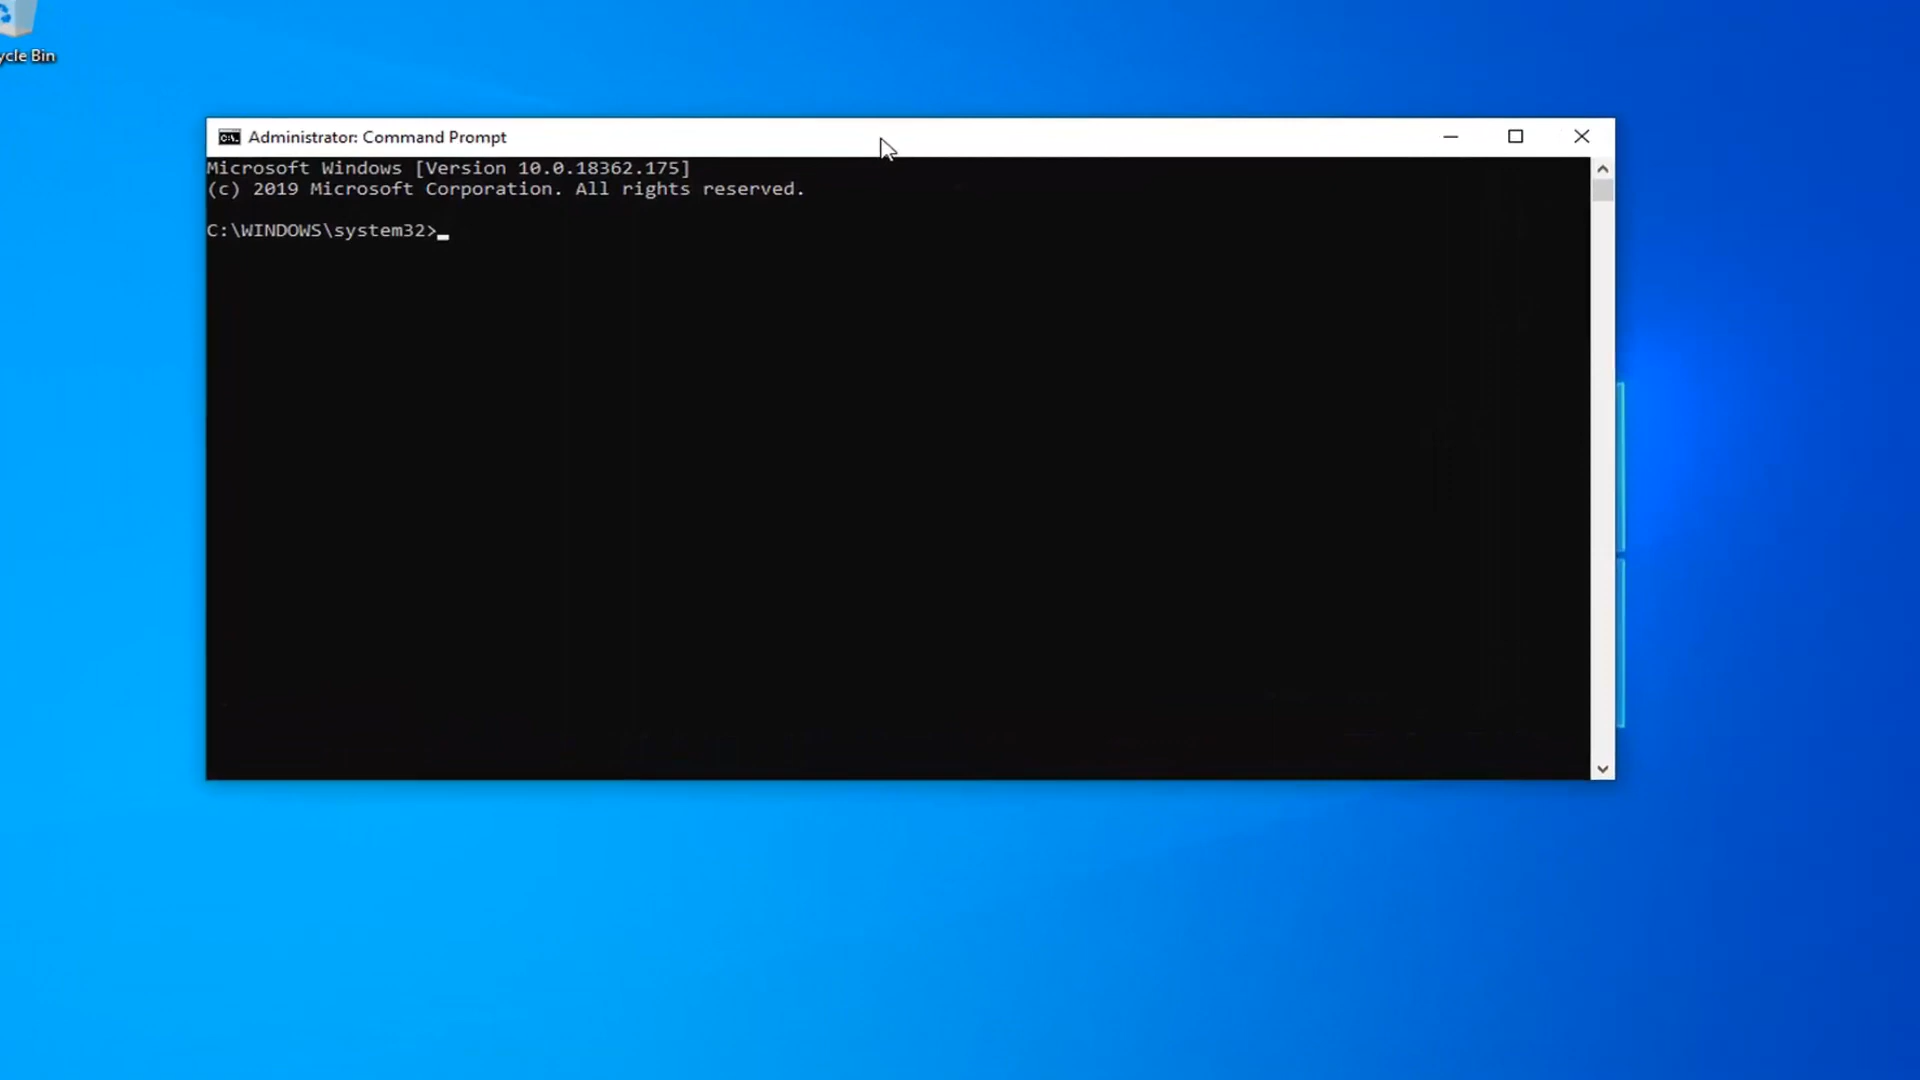 ycle Bin
Administrator: Command Prompt
Microsoft Windows [Version 10.0.18362.175]
(c) 2019 Microsoft Corporation. All rights reserved.
C:\WINDOWS\system32>